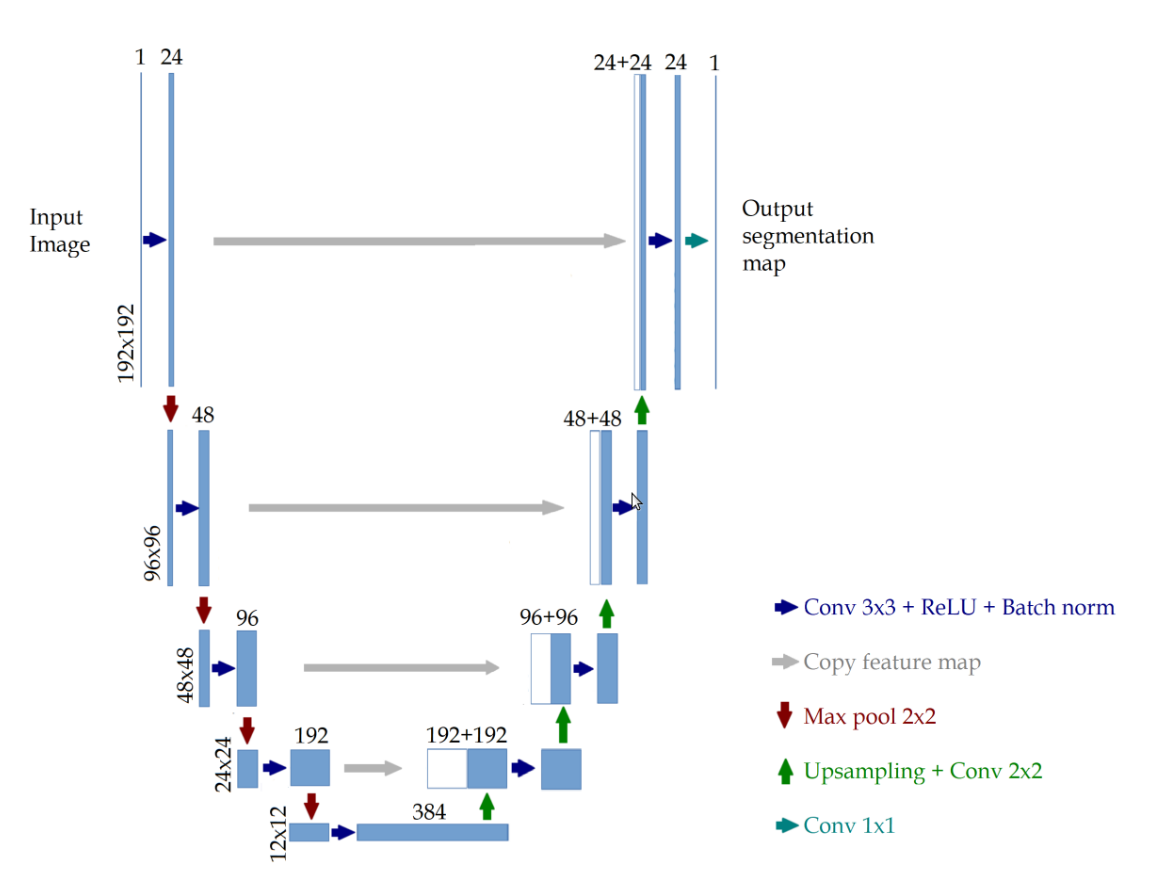 1 24
24+24 24 1
Input
Image
Output
segmentation
map
192x192
48
48+48
96x96
96
96+96
48x48
192
192+192
24x24
384
12x12
Conv 3x3 + ReLU + Batch norm
Copy feature map
Max pool 2x2
Upsampling + Conv 2x2
Conv 1x1